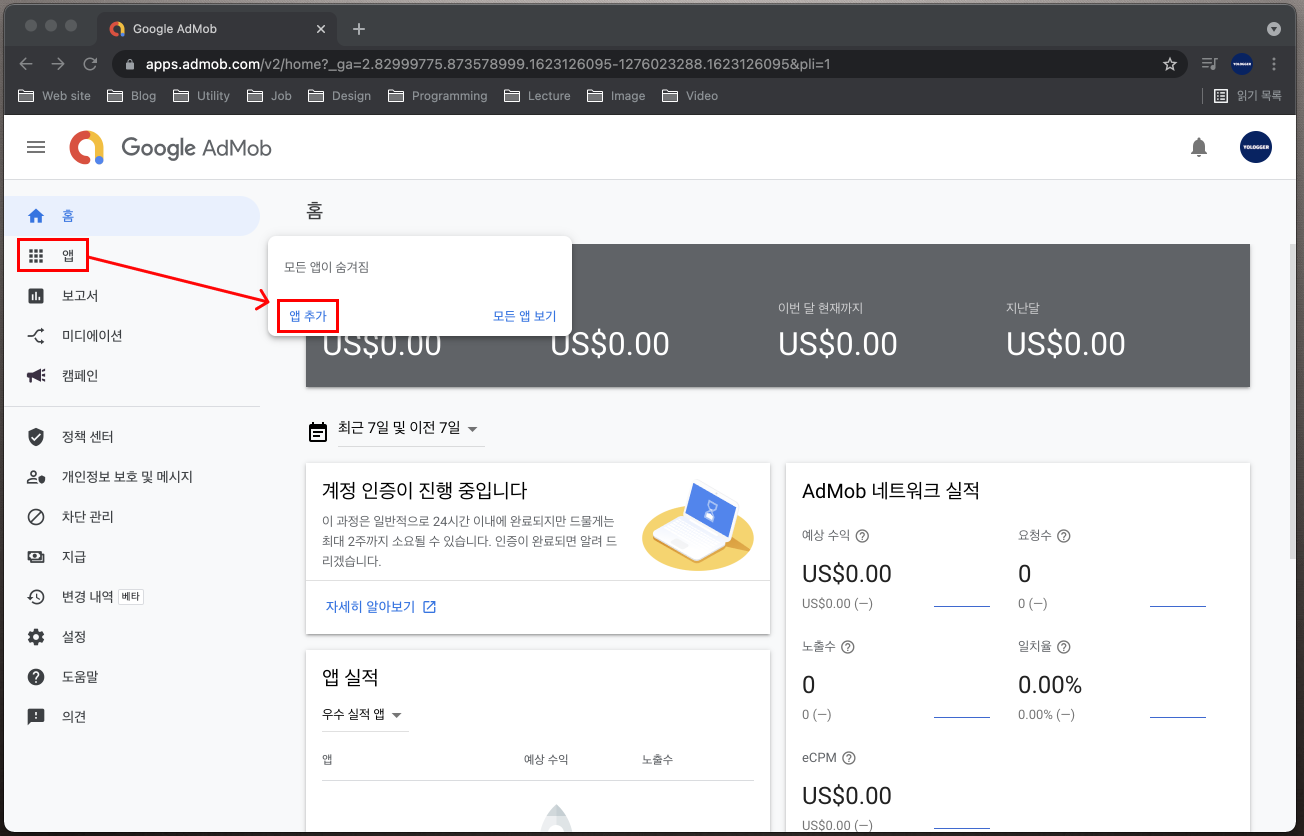 Google AdMob
apps.admob.com/v2/home?_ga=2.82999775.873578999.1623126095-1276023288.1623126095&pli=1
YOLOGGER
Web site
Blog
Utility
Job
Design
Programming
Lecture
Image
Video
읽기 목록
Google AdMob
YOLOGGER
홈
앱
보고서
미디에이션
캠페인
정책 센터
개인정보 보호 및 메시지
차단 관리
지급
변경 내역 베타
설정
도움말
의견
홈
모든 앱이 숨겨짐
앱 추가
모든 앱 보기
이번 달 현재까지
지난달
US$0.00
US$0.00
US$0.00
US$0.00
최근 7일 및 이전 7일
계정 인증이 진행 중입니다
이 과정은 일반적으로 24시간 이내에 완료되지만 드물게는
최대 2주까지 소요될 수 있습니다. 인증이 완료되면 알려 드
리겠습니다.
자세히 알아보기
앱 실적
우수 실적 앱
앱
예상 수익
노출수
AdMob 네트워크 실적
예상 수익
US$0.00
US$0.00 (—)
요청수
0
0 (—)
노출수
0
0 (—)
일치율
0.00%
0.00% (—)
eCPM
US$0.00
US$0.00 (—)